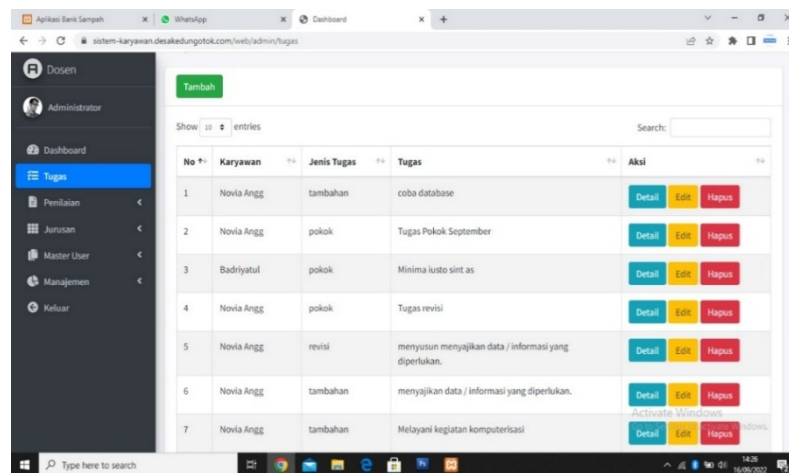 Aplikasi Bank Sampah
WhatsApp
Dashboard
sistem-karyawan.desakedungotok.com/web/admin/tugas
Dosen
Administrator
Dashboard
Tugas
Penilaian
Jurusan
Master User
Manajemen
Keluar
Tambah
Show 10 entries
Search:
No Karyawan Jenis Tugas Tugas Aksi
1 Novia Angg tambahan coba database Detail Edit Hapus
2 Novia Angg pokok Tugas Pokok September Detail Edit Hapus
3 Badriyatul pokok Minima iusto sint as Detail Edit Hapus
4 Novia Angg pokok Tugas revisi Detail Edit Hapus
5 Novia Angg revisi menyusun menyajikan data / informasi yang
diperlukan. Detail Edit Hapus
6 Novia Angg tambahan menyajikan data / informasi yang diperlukan. Detail Edit Hapus
Activate Windows
7 Novia Angg tambahan Melayani kegiatan komputerisasi Detail Edit Hapus
Type here to search
14:26
16/09/2022